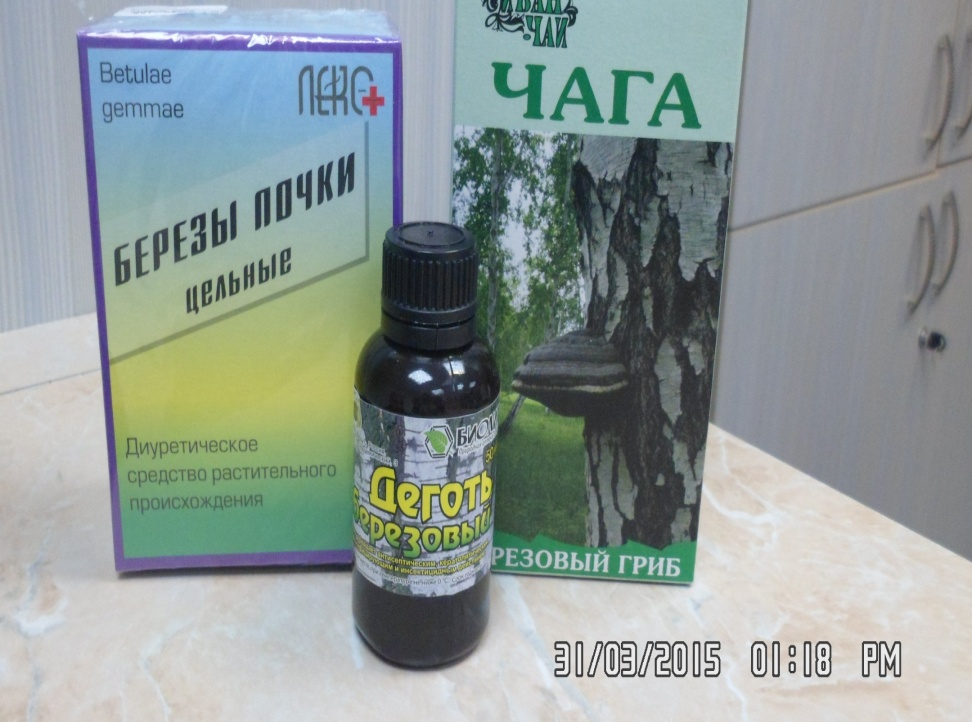 Betulae
gemmae
ЛЕКС+
БЕРЕЗЫ ПОЧКИ
цельные
Диуретическое
средство растительного
происхождения
ИВАН
ЧАЙ
ЧАГА
РЕЗОВЫЙ ГРИБ
БИОМ
Деготь
Березовый
31/03/2015 01:18 PM